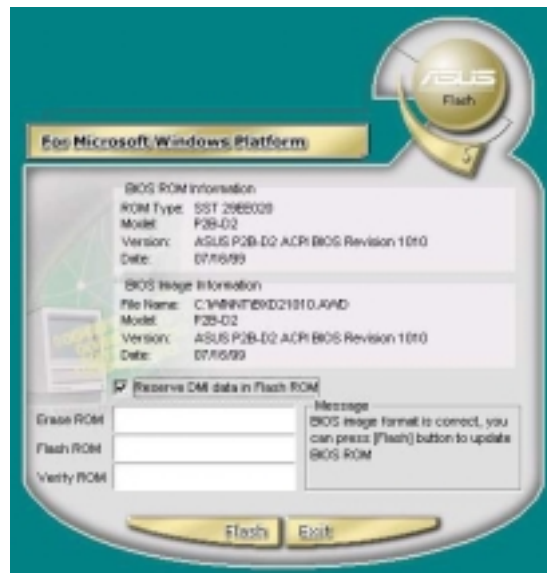 ASUS
Flash
For Microsoft Windows Platform
BIOS ROM Information
ROM Type: SST 29EE020
Model: P2B-D2
Version: ASUS P2B-D2 ACPI BIOS Revision 1010
Date: 07/16/99
BIOS Image Information
File Name: C:\WINNT\BXD21010.AWD
Model: P2B-D2
Version: ASUS P2B-D2 ACPI BIOS Revision 1010
Date: 07/16/99
Reserve DMI data in Flash ROM
Erase ROM
Flash ROM
Verify ROM
Message
BIOS image format is correct, you
can press [Flash] button to update
BIOS ROM
Flash
Exit